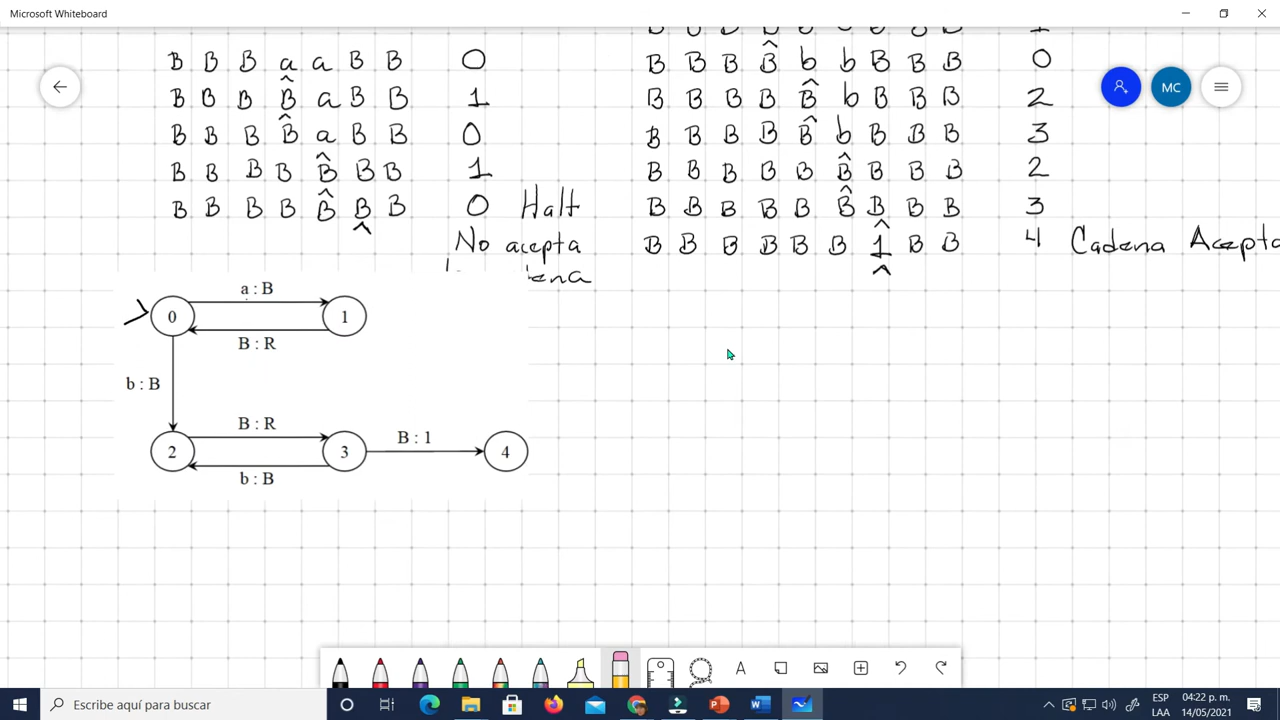 Microsoft Whiteboard
B B B a a B B 0
B B B B a B B 1
B B B B a B B 0
B B B B B B B 1
B B B B B B B 0 Halt
No acepta
B B B B b b B B B 0
B B B B B b B B B 2
B B B B B b B B B 3
B B B B B B B B B 2
B B B B B B B B B 3
B B B B B B 1 B B 4 Cadena Acepta
MC
a : B
0
1
B : R
b : B
B : R
B : 1
2
3
4
b : B
A
Escribe aquí para buscar
ESP
LAA
04:22 p. m.
14/05/2021